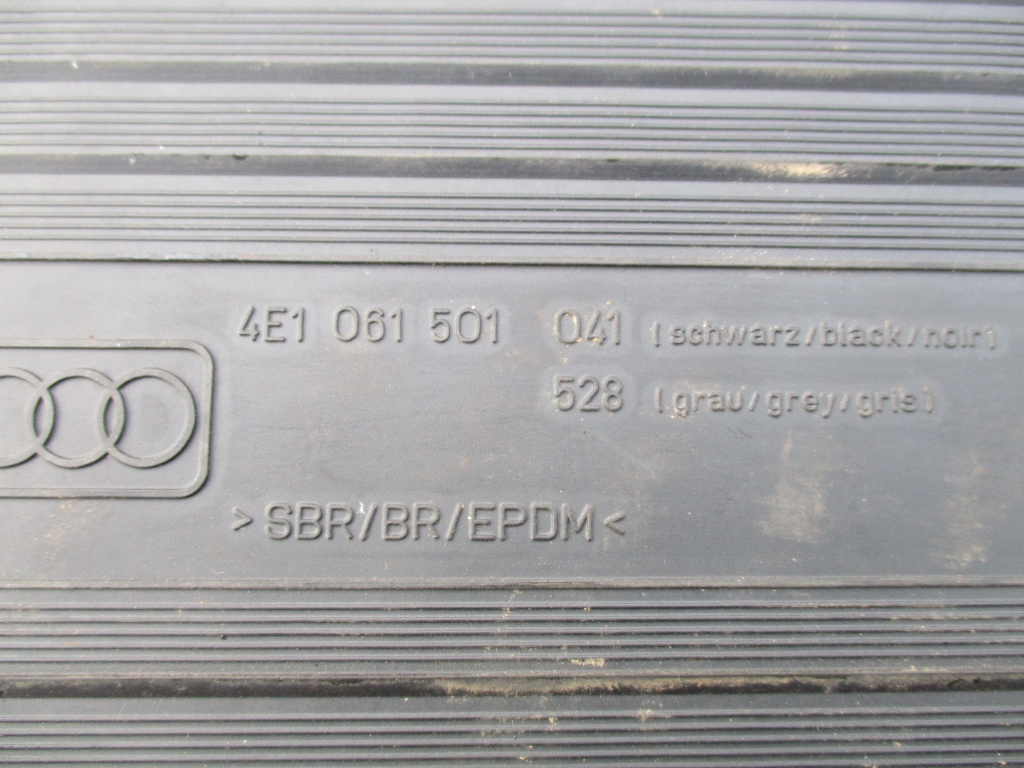 4E1 061 501 041 (schwarz/black/noir)
528 (grau/grey/gris)
>SBR/BR/EPDM<